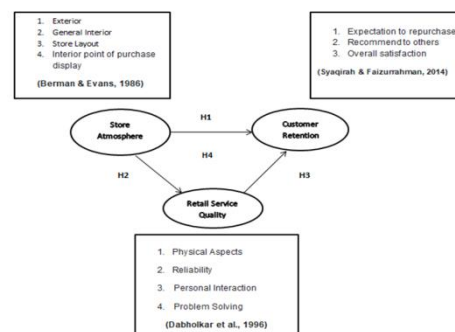 1. Exterior
2. General Interior
3. Store Layout
4. Interior point of purchase
display
(Berman & Evans, 1986)
1. Expectation to repurchase
2. Recommend to others
3. Overall satisfaction
(Syaqirah & Faizurrahman, 2014)
Store
Atmosphere
H1
Customer
Retention
H4
H2
H3
Retail Service
Quality
1. Physical Aspects
2. Reliability
3. Personal Interaction
4. Problem Solving
(Dabholkar et al., 1996)